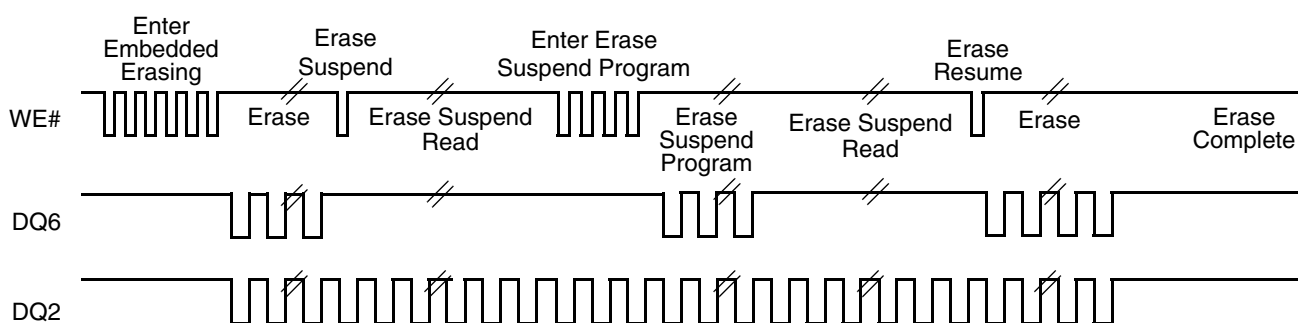 Enter
Embedded
Erasing
Erase
Suspend
Enter Erase
Suspend Program
Erase
Resume
WE#
Erase
Erase Suspend
Read
Erase
Suspend
Program
Erase Suspend
Read
Erase
Erase
Complete
DQ6
DQ2